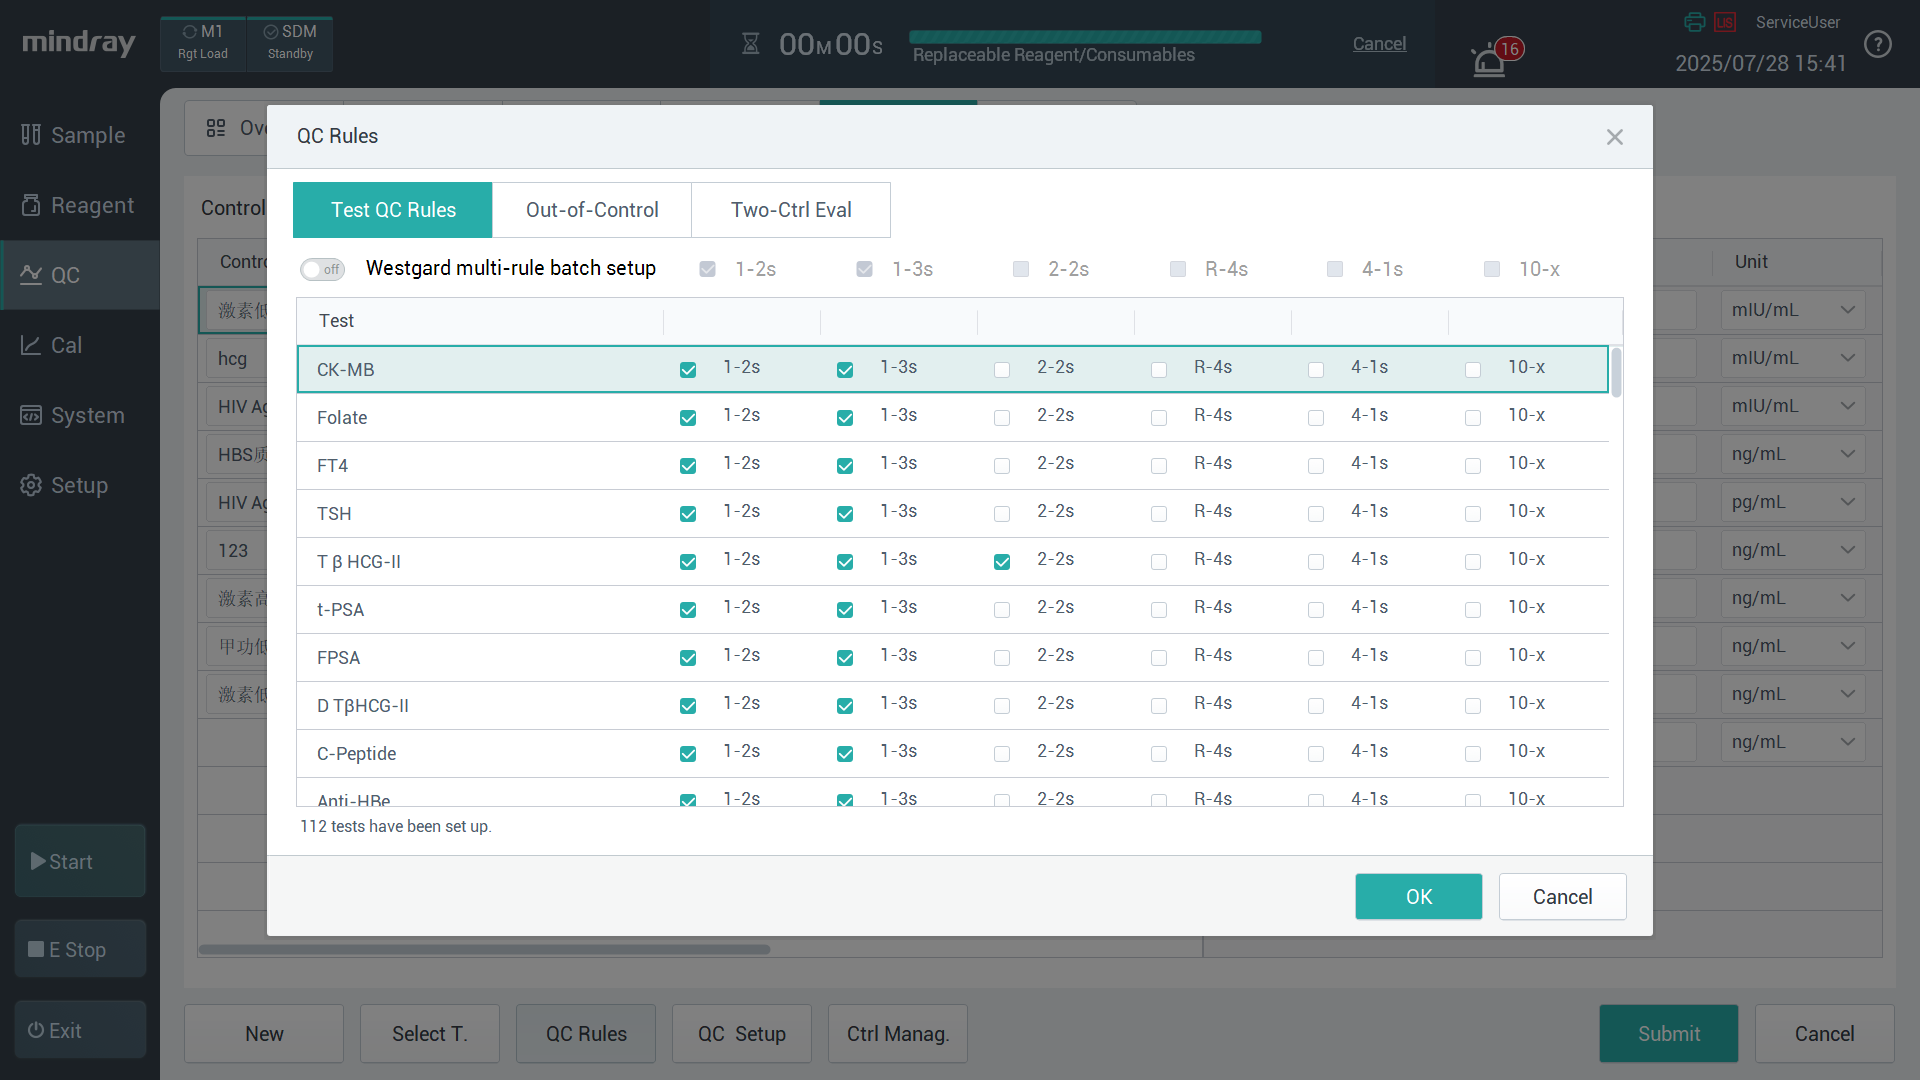 mindray
M1
Rgt Load
SDM
Standby
00M00S
Replaceable Reagent/Consumables
Cancel
16
LIS
ServiceUser
2025/07/28 15:41
?
Sample
Reagent
QC
Cal
System
Setup
Start
E Stop
Exit
QC Rules
Test QC Rules
Out-of-Control
Two-Ctrl Eval
off
Westgard multi-rule batch setup
1-2s 1-3s 2-2s R-4s 4-1s 10-x
Test
CK-MB 1-2s 1-3s 2-2s R-4s 4-1s 10-x
Folate 1-2s 1-3s 2-2s R-4s 4-1s 10-x
FT4 1-2s 1-3s 2-2s R-4s 4-1s 10-x
TSH 1-2s 1-3s 2-2s R-4s 4-1s 10-x
T β HCG-II 1-2s 1-3s 2-2s R-4s 4-1s 10-x
t-PSA 1-2s 1-3s 2-2s R-4s 4-1s 10-x
FPSA 1-2s 1-3s 2-2s R-4s 4-1s 10-x
D TβHCG-II 1-2s 1-3s 2-2s R-4s 4-1s 10-x
C-Peptide 1-2s 1-3s 2-2s R-4s 4-1s 10-x
Anti-HBe 1-2s 1-3s 2-2s R-4s 4-1s 10-x
112 tests have been set up.
OK
Cancel
Control
Unit
激素低 mIU/mL
hcg mIU/mL
HIV Ag mIU/mL
HBS质 ng/mL
HIV Ag pg/mL
123 ng/mL
激素高 ng/mL
甲功低 ng/mL
激素低 ng/mL
ng/mL
New
Select T.
QC Rules
QC Setup
Ctrl Manag.
Submit
Cancel